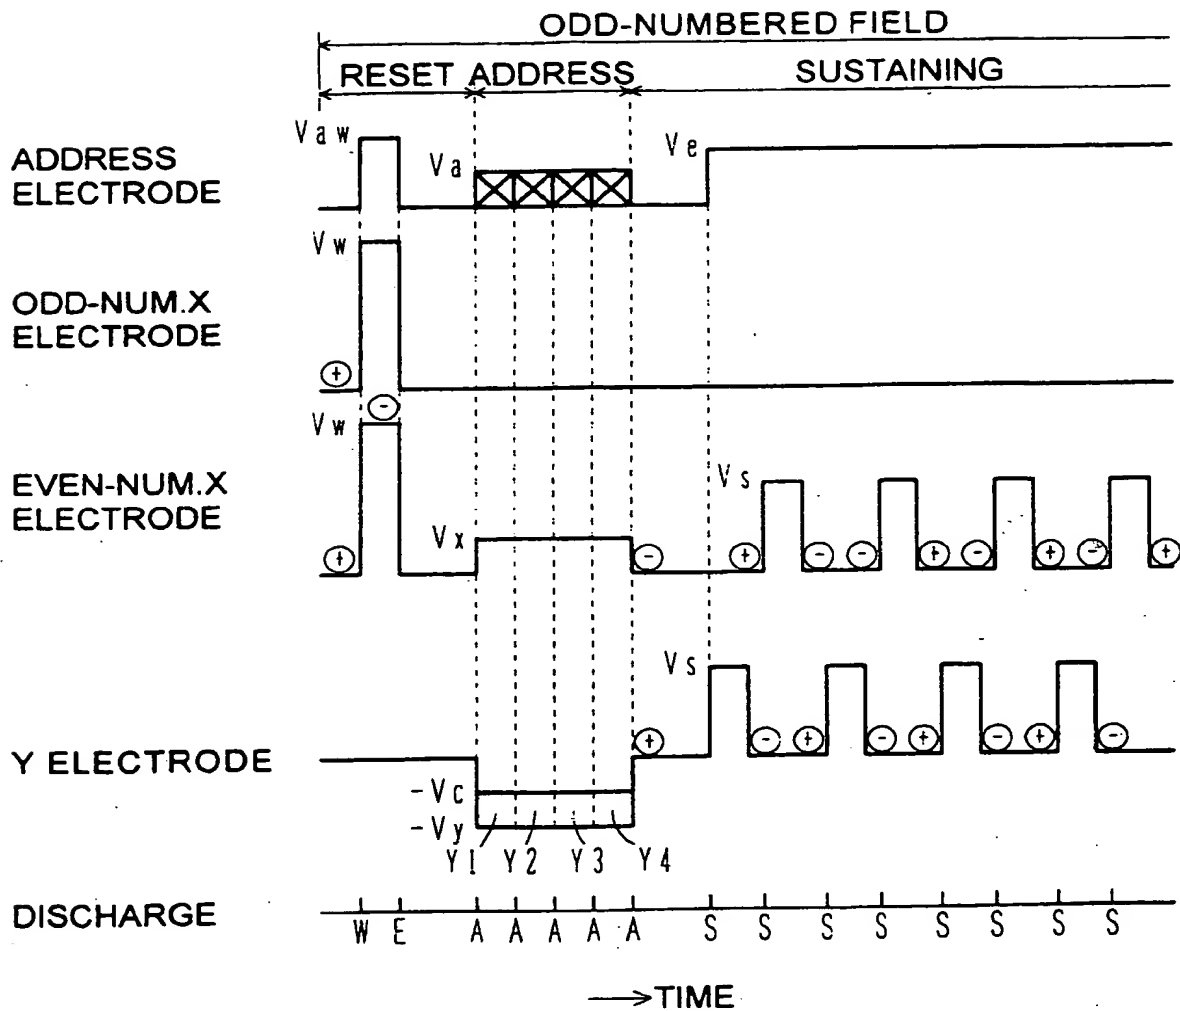 ODD-NUMBERED FIELD
RESET ADDRESS SUSTAINING
Vaw
ADDRESS
ELECTRODE
Va
Ve
Vw
ODD-NUM.X
ELECTRODE
+
-
Vw
EVEN-NUM.X
ELECTRODE
Vs
Vx
+ - + - - + - + - +
Vs
Y ELECTRODE
+ - + - + - + -
-Vc
-Vy
Y1 Y2 Y3 Y4
DISCHARGE
W E A A A A A S S S S S S S S
→TIME